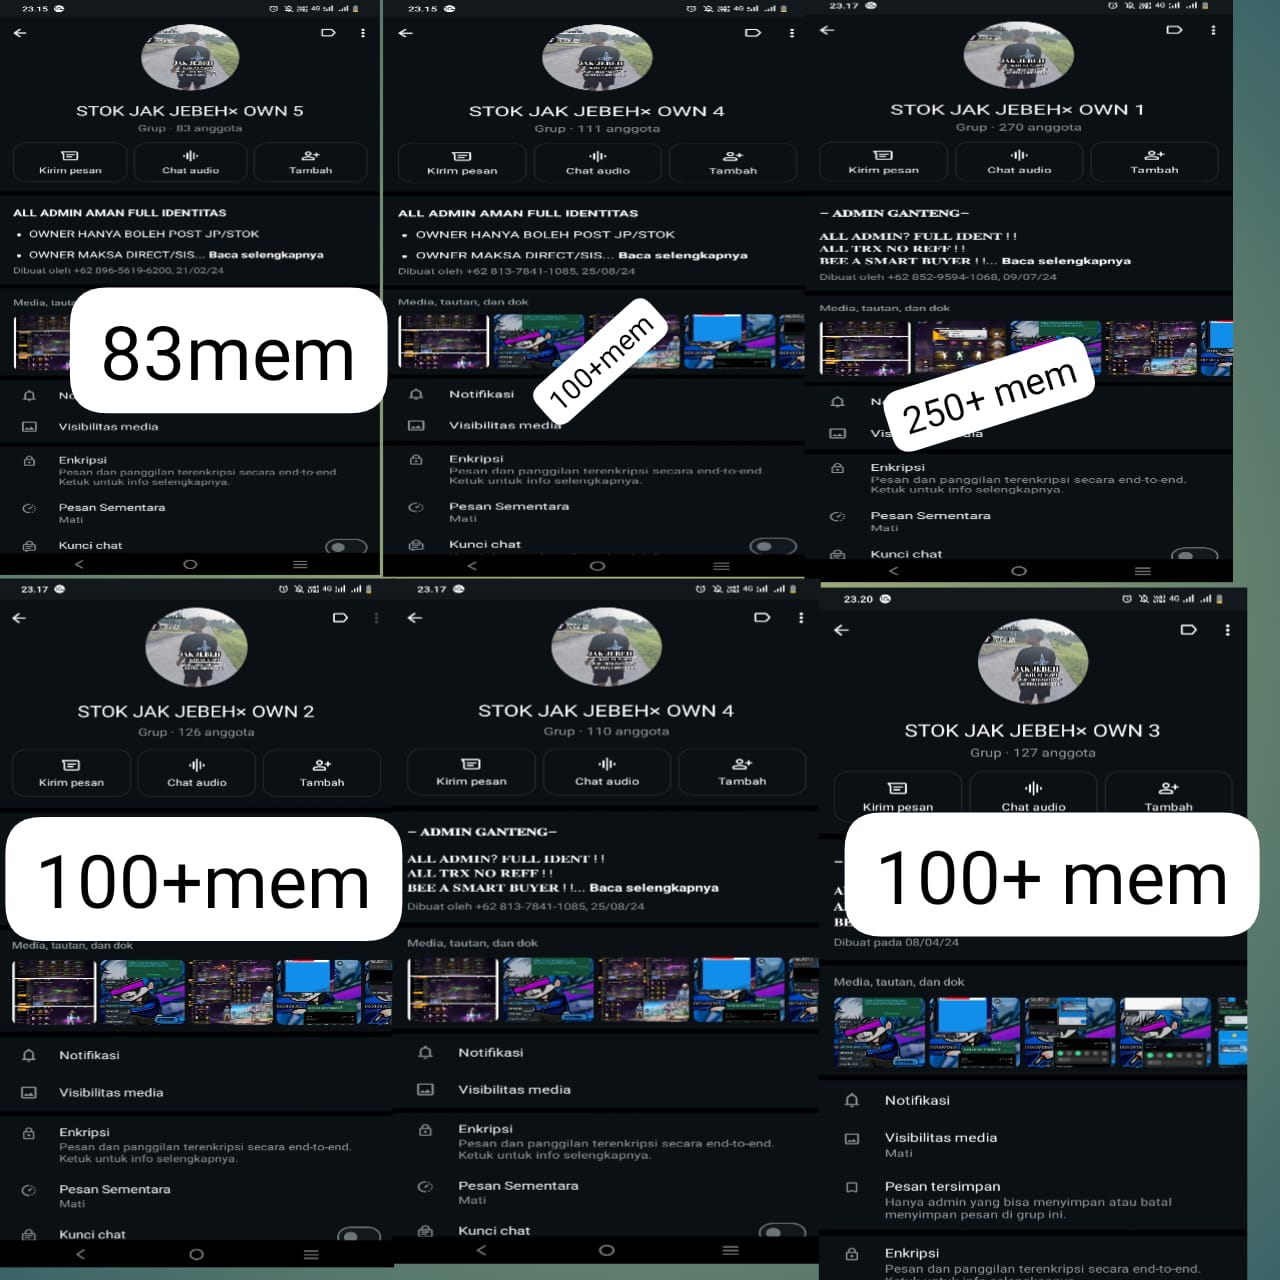 23.15
STOK JAK JEBEH× OWN 5
Grup · 83 anggota
Kirim pesan
Chat audio
Tambah
ALL ADMIN AMAN FULL IDENTITAS
• OWNER HANYA BOLEH POST JP/STOK
• OWNER MAKSA DIRECT/SIS... Baca selengkapnya
Dibuat oleh +62 896-5619-6200, 21/02/24
Media,
83mem
Visibilitas media
Enkripsi
Pesan dan panggilan terenkripsi secara end-to-end.
Ketuk untuk info selengkapnya.
Pesan Sementara
Mati
Kunci chat
23.15
4G
STOK JAK JEBEH× OWN 4
Grup · 111 anggota
Kirim pesan
Chat audio
Tambah
ALL ADMIN AMAN FULL IDENTITAS
• OWNER HANYA BOLEH POST JP/STOK
• OWNER MAKSA DIRECT/SIS... Baca selengkapnya
Dibuat oleh +62 813-7841-1085, 25/08/24
Media, tautan, dan dok
100+mem
Notifikasi
Visibilitas media
Enkripsi
Pesan dan panggilan terenkripsi secara end-to-end.
Ketuk untuk info selengkapnya.
Pesan Sementara
Mati
Kunci chat
23.17
4G
STOK JAK JEBEH× OWN 1
Grup · 270 anggota
Kirim pesan
Chat audio
Tambah
– ADMIN GANTENG–
ALL ADMIN? FULL IDENT !!
ALL TRX NO REFF !!
BEE A SMART BUYER !!... Baca selengkapnya
Dibuat oleh +62 852-9594-1068, 09/07/24
Media, tautan, dan dok
250+ mem
Enkripsi
Pesan dan panggilan terenkripsi secara end-to-end.
Ketuk untuk info selengkapnya.
Pesan Sementara
Mati
Kunci chat
23.17
4G
JAK JEBEH
STOK JAK JEBEH× OWN 2
Grup · 126 anggota
Kirim pesan
Chat audio
Tambah
100+mem
Media, tautan, dan dok
Notifikasi
Visibilitas media
Enkripsi
Pesan dan panggilan terenkripsi secara end-to-end.
Ketuk untuk info selengkapnya.
Pesan Sementara
Mati
Kunci chat
23.17
4G
JAK JEBEH
STOK JAK JEBEH× OWN 4
Grup · 110 anggota
Kirim pesan
Chat audio
Tambah
– ADMIN GANTENG–
ALL ADMIN? FULL IDENT !!
ALL TRX NO REFF !!
BEE A SMART BUYER !!... Baca selengkapnya
Dibuat oleh +62 813-7841-1085, 25/08/24
Media, tautan, dan dok
Notifikasi
Visibilitas media
Enkripsi
Pesan dan panggilan terenkripsi secara end-to-end.
Ketuk untuk info selengkapnya.
Pesan Sementara
Mati
Kunci chat
23.20
4G
JAK JEBEH
STOK JAK JEBEH× OWN 3
Grup · 127 anggota
Kirim pesan
Chat audio
Tambah
100+ mem
Dibuat pada 08/04/24
Media, tautan, dan dok
Notifikasi
Visibilitas media
Mati
Pesan tersimpan
Hanya admin yang bisa menyimpan atau batal
menyimpan pesan di grup ini.
Enkripsi
Pesan dan panggilan terenkripsi secara end-to-end.